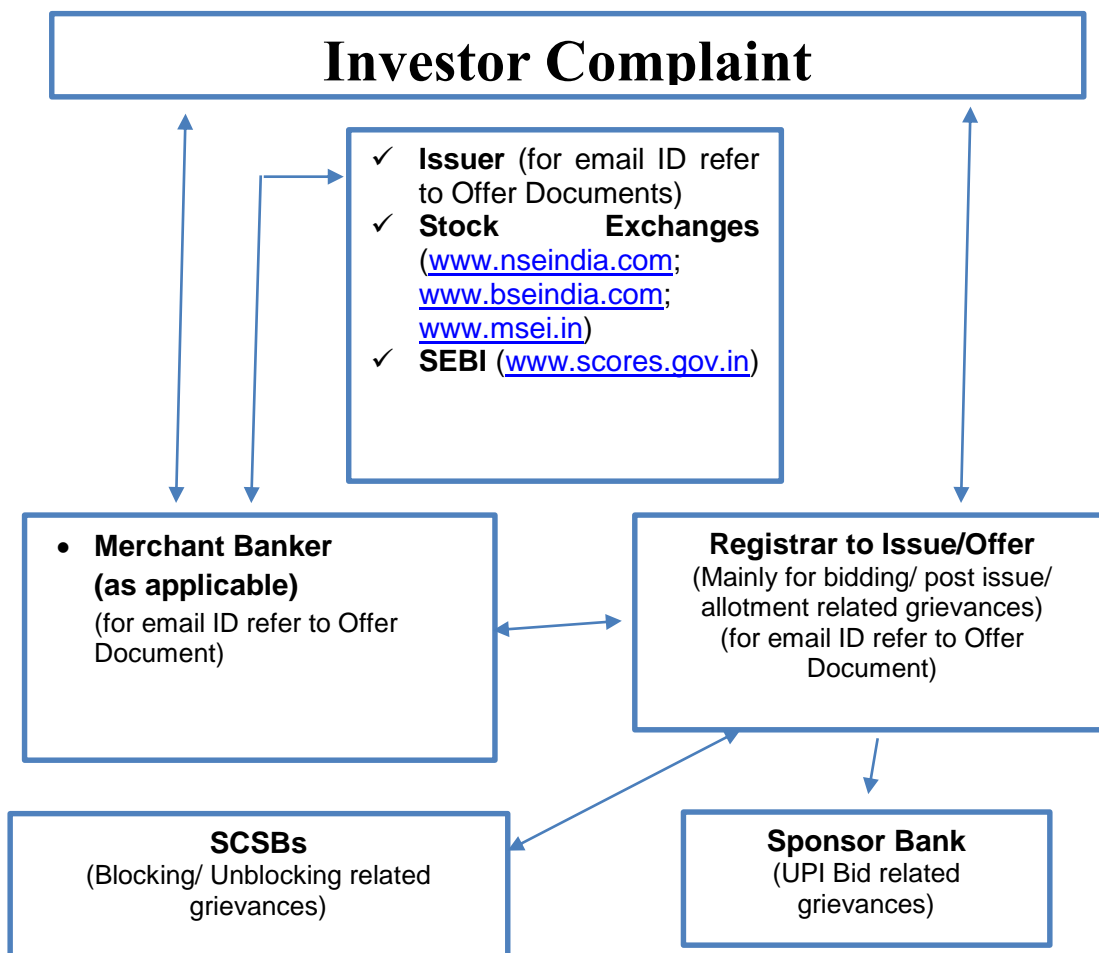 Investor Complaint
✓ Issuer (for email ID refer
to Offer Documents)
✓ Stock Exchanges
(www.nseindia.com;
www.bseindia.com;
www.msei.in)
✓ SEBI (www.scores.gov.in)
• Merchant Banker
(as applicable)
(for email ID refer to Offer
Document)
Registrar to Issue/Offer
(Mainly for bidding/ post issue/
allotment related grievances)
(for email ID refer to Offer
Document)
SCSBs
(Blocking/ Unblocking related
grievances)
Sponsor Bank
(UPI Bid related
grievances)